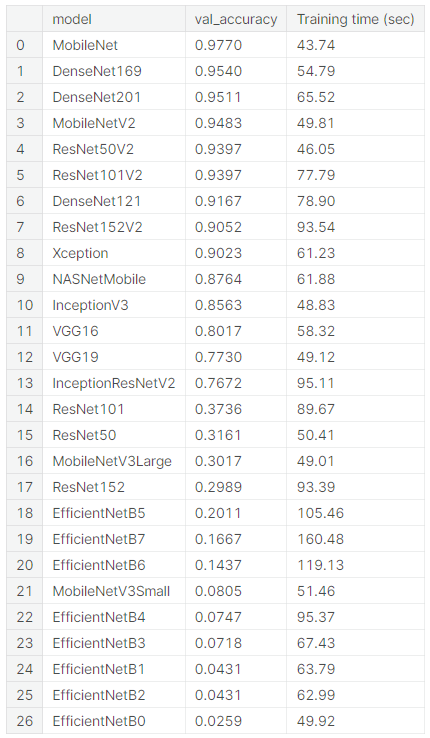 model val_accuracy Training time (sec)
0 MobileNet 0.9770 43.74
1 DenseNet169 0.9540 54.79
2 DenseNet201 0.9511 65.52
3 MobileNetV2 0.9483 49.81
4 ResNet50V2 0.9397 46.05
5 ResNet101V2 0.9397 77.79
6 DenseNet121 0.9167 78.90
7 ResNet152V2 0.9052 93.54
8 Xception 0.9023 61.23
9 NASNetMobile 0.8764 61.88
10 InceptionV3 0.8563 48.83
11 VGG16 0.8017 58.32
12 VGG19 0.7730 49.12
13 InceptionResNetV2 0.7672 95.11
14 ResNet101 0.3736 89.67
15 ResNet50 0.3161 50.41
16 MobileNetV3Large 0.3017 49.01
17 ResNet152 0.2989 93.39
18 EfficientNetB5 0.2011 105.46
19 EfficientNetB7 0.1667 160.48
20 EfficientNetB6 0.1437 119.13
21 MobileNetV3Small 0.0805 51.46
22 EfficientNetB4 0.0747 95.37
23 EfficientNetB3 0.0718 67.43
24 EfficientNetB1 0.0431 63.79
25 EfficientNetB2 0.0431 62.99
26 EfficientNetB0 0.0259 49.92